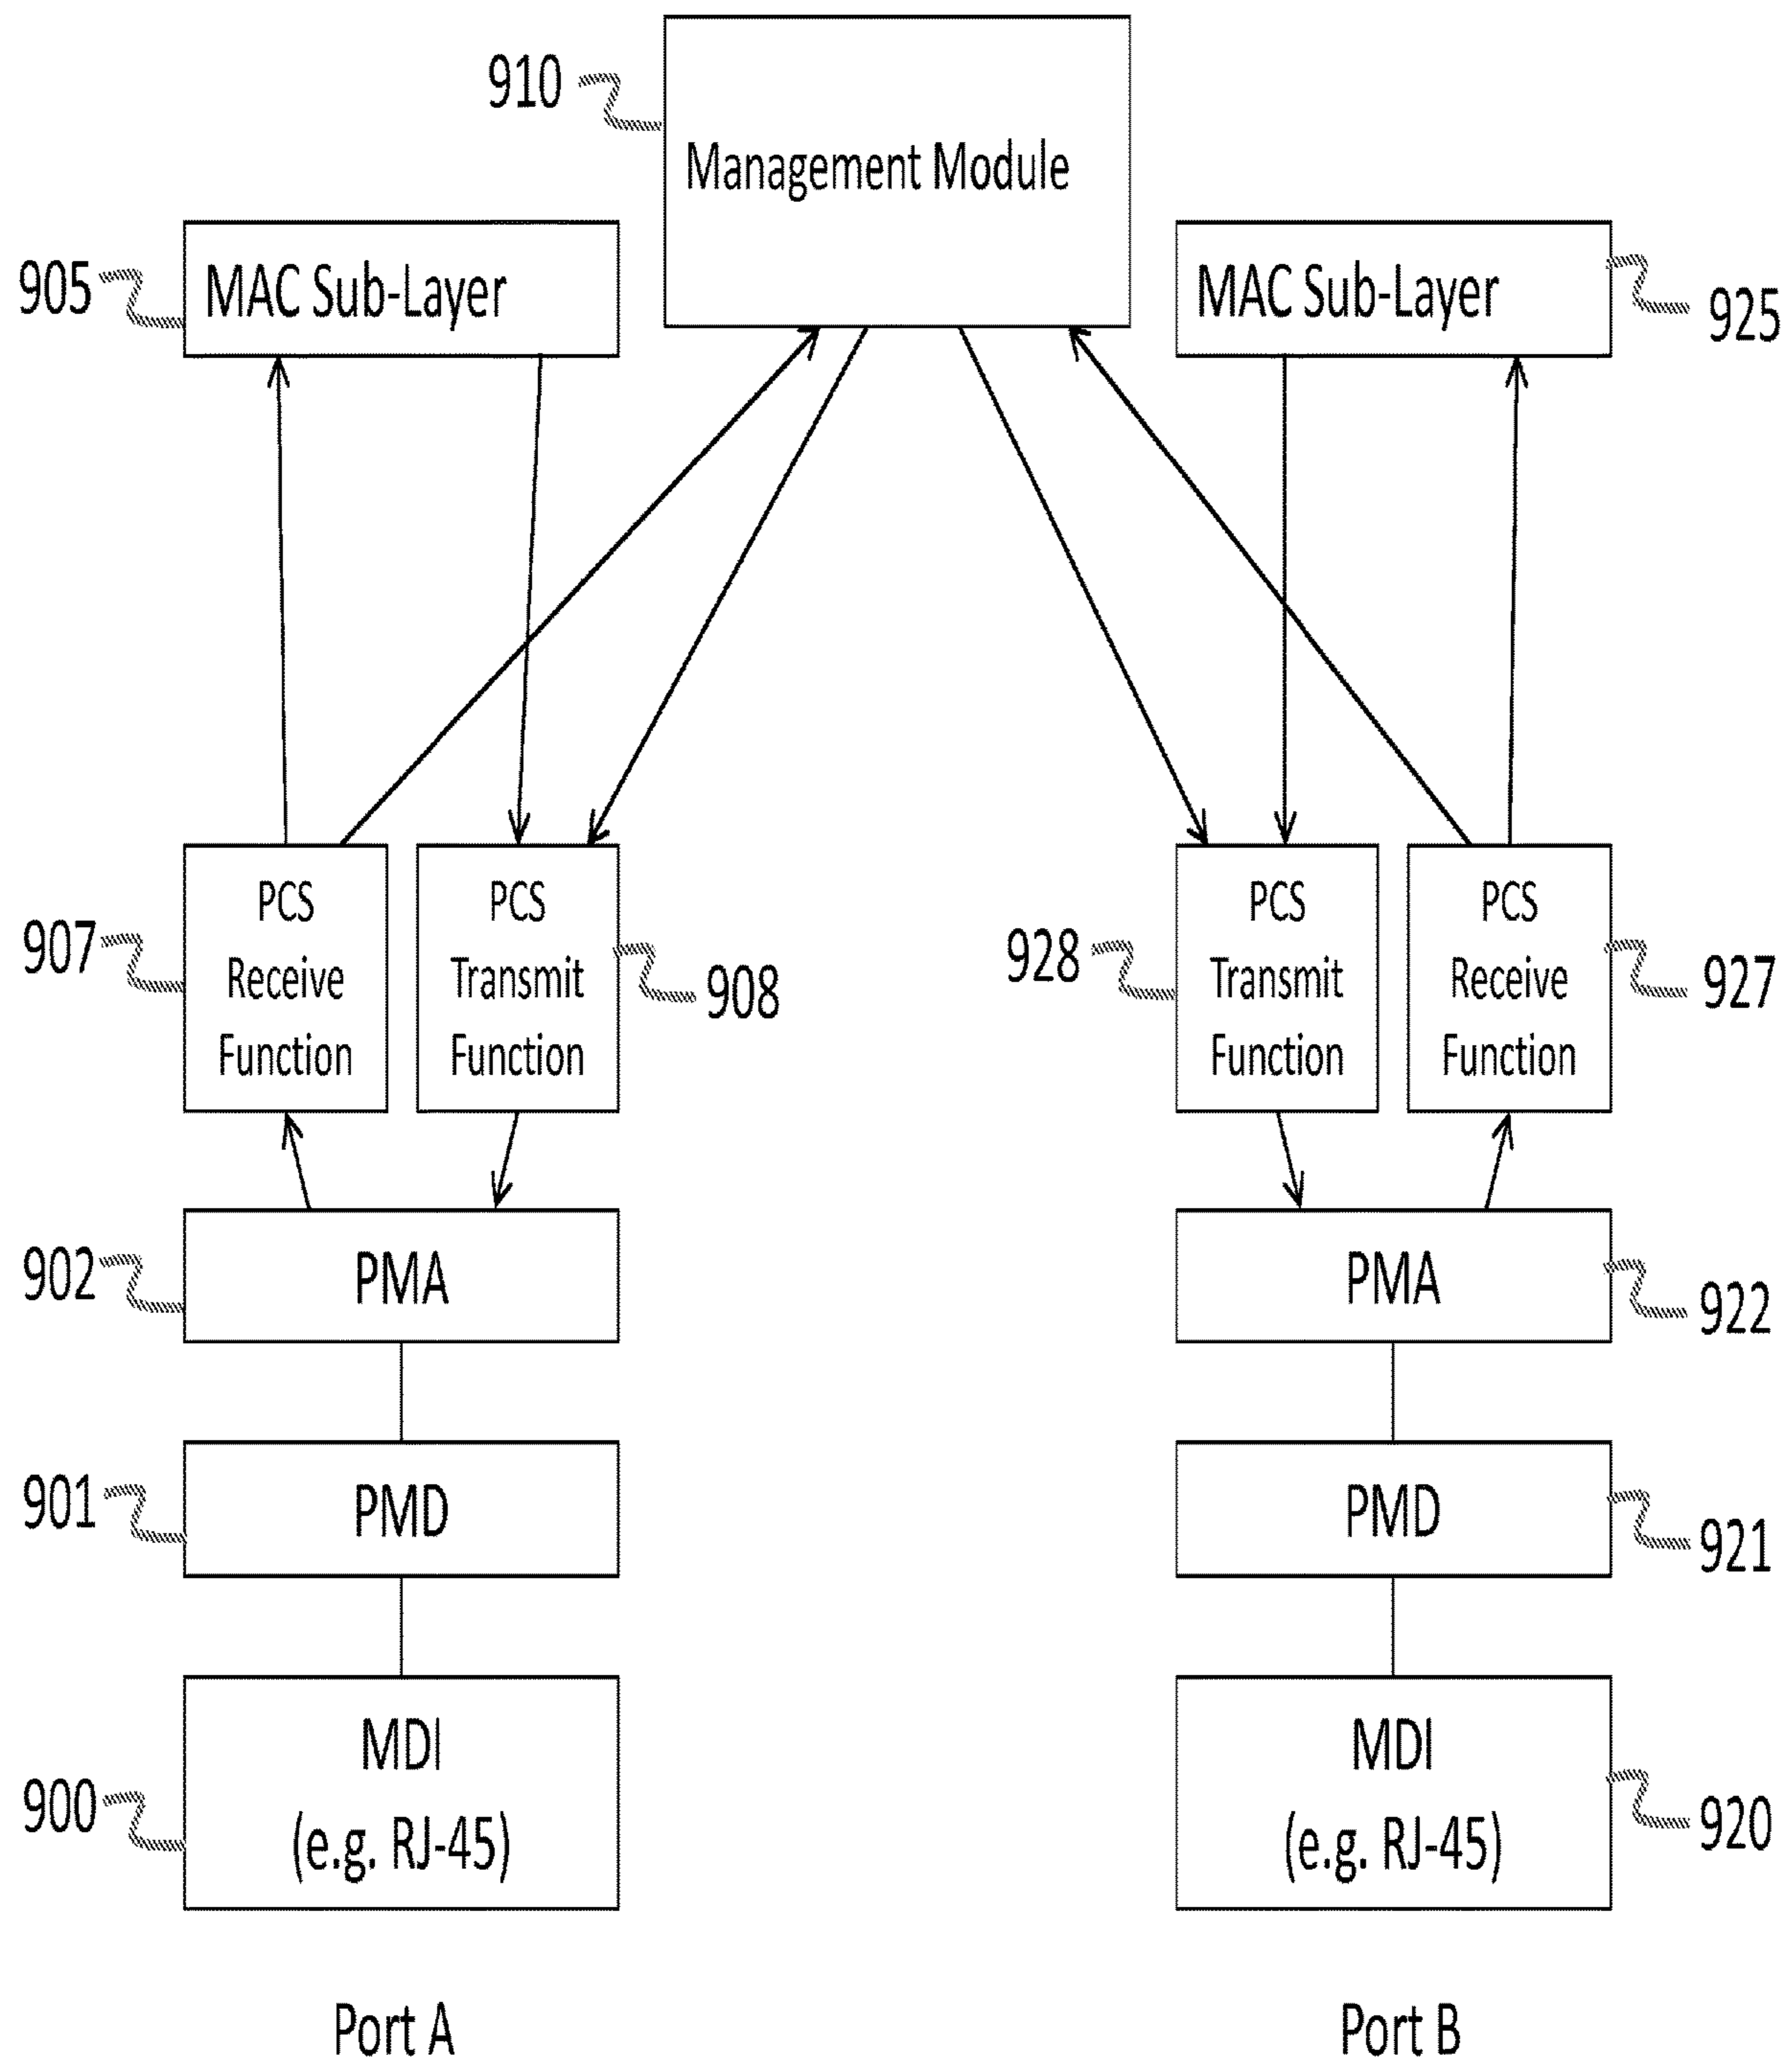 910
Management Module
905
MAC Sub-Layer
MAC Sub-Layer
925
907
PCS
Receive
Function
PCS
Transmit
Function
908
928
PCS
Transmit
Function
PCS
Receive
Function
927
902
PMA
PMA
922
901
PMD
PMD
921
900
MDI
(e.g. RJ-45)
MDI
(e.g. RJ-45)
920
Port A
Port B